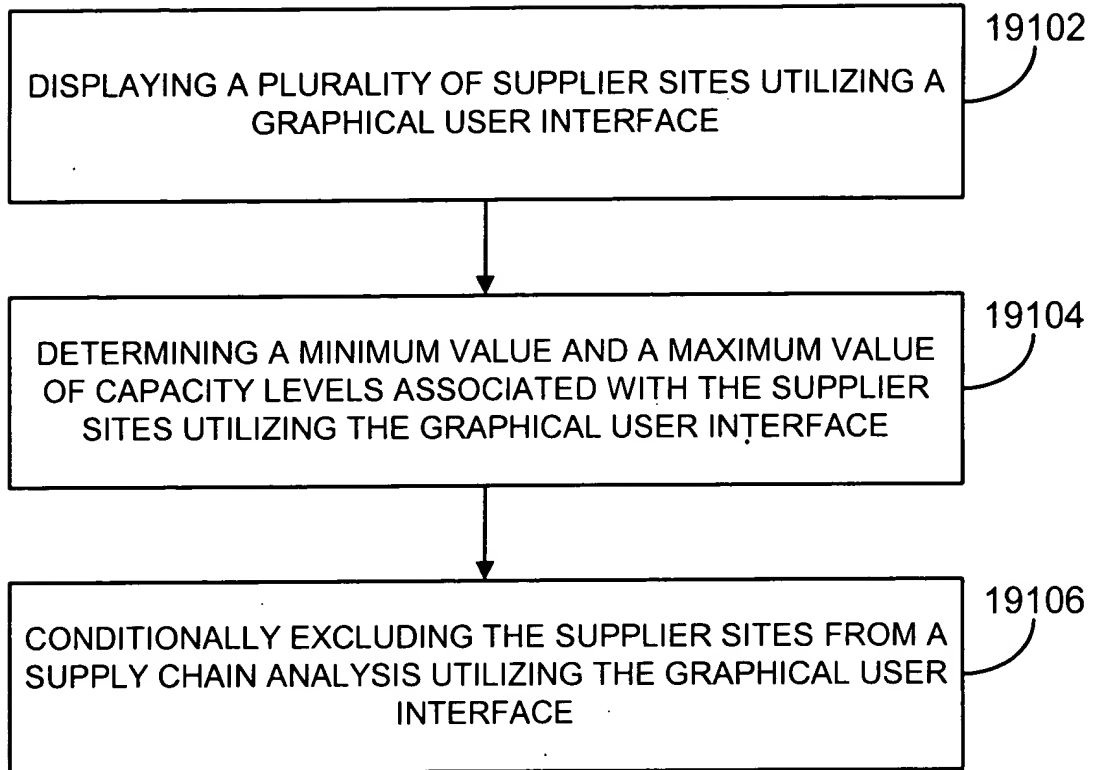 19102
DISPLAYING A PLURALITY OF SUPPLIER SITES UTILIZING A
GRAPHICAL USER INTERFACE
19104
DETERMINING A MINIMUM VALUE AND A MAXIMUM VALUE
OF CAPACITY LEVELS ASSOCIATED WITH THE SUPPLIER
SITES UTILIZING THE GRAPHICAL USER INTERFACE
19106
CONDITIONALLY EXCLUDING THE SUPPLIER SITES FROM A
SUPPLY CHAIN ANALYSIS UTILIZING THE GRAPHICAL USER
INTERFACE